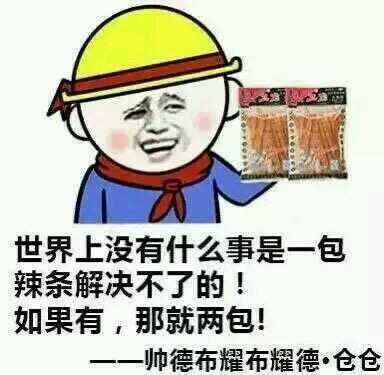 世界上没有什么事是一包
辣条解决不了的！
如果有，那就两包!
——帅德布耀布耀德•仓仓